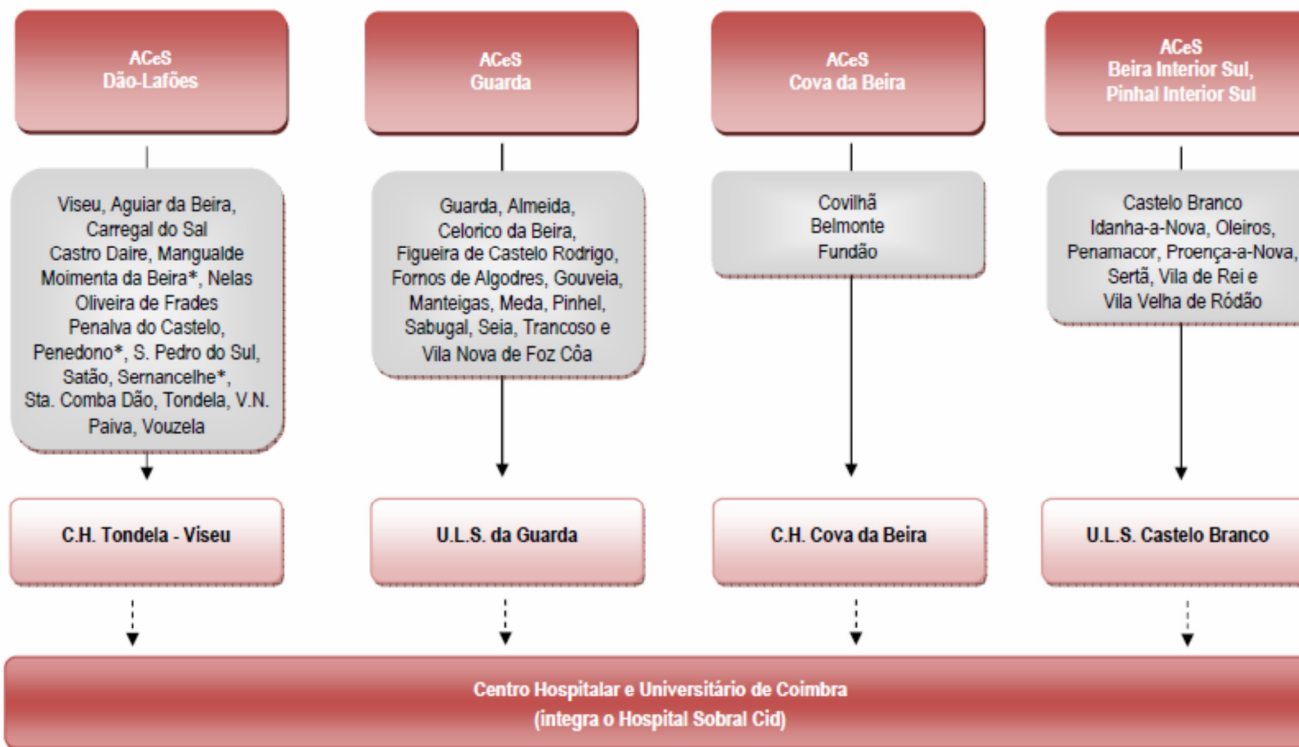 ACeS
Dão-Lafões
ACeS
Guarda
ACeS
Cova da Beira
ACeS
Beira Interior Sul,
Pinhal Interior Sul
Viseu, Aguiar da Beira,
Carregal do Sal
Castro Daire, Mangualde
Moimenta da Beira*, Nelas
Oliveira de Frades
Penalva do Castelo,
Penedono*, S. Pedro do Sul,
Satão, Sernancelhe*,
Sta. Comba Dão, Tondela, V.N.
Paiva, Vouzela
Guarda, Almeida,
Celorico da Beira,
Figueira de Castelo Rodrigo,
Fornos de Algodres, Gouveia,
Manteigas, Meda, Pinhel,
Sabugal, Seia, Trancoso e
Vila Nova de Foz Côa
Covilhã
Belmonte
Fundão
Castelo Branco
Idanha-a-Nova, Oleiros,
Penamacor, Proença-a-Nova,
Sertã, Vila de Rei e
Vila Velha de Ródão
C.H. Tondela - Viseu
U.L.S. da Guarda
C.H. Cova da Beira
U.L.S. Castelo Branco
Centro Hospitalar e Universitário de Coimbra
(integra o Hospital Sobral Cid)